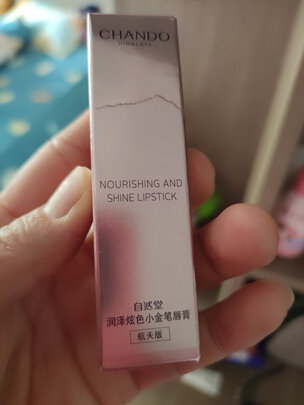 CHANDO
HIMALAYA
NOURISHING AND
SHINE LIPSTICK
自然堂
润泽炫色小金笔唇膏
航天版